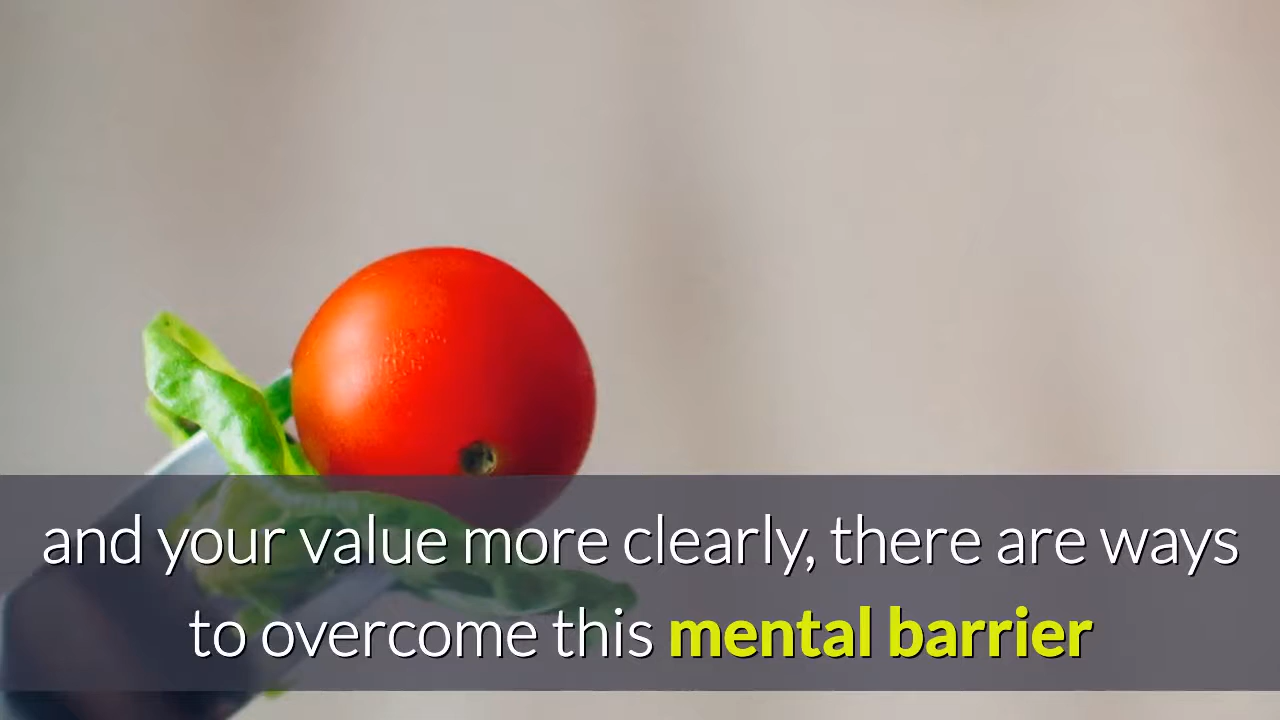 and your value more clearly, there are ways
to overcome this mental barrier